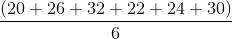 (20 + 26 + 32 + 22 + 24 + 30)
6